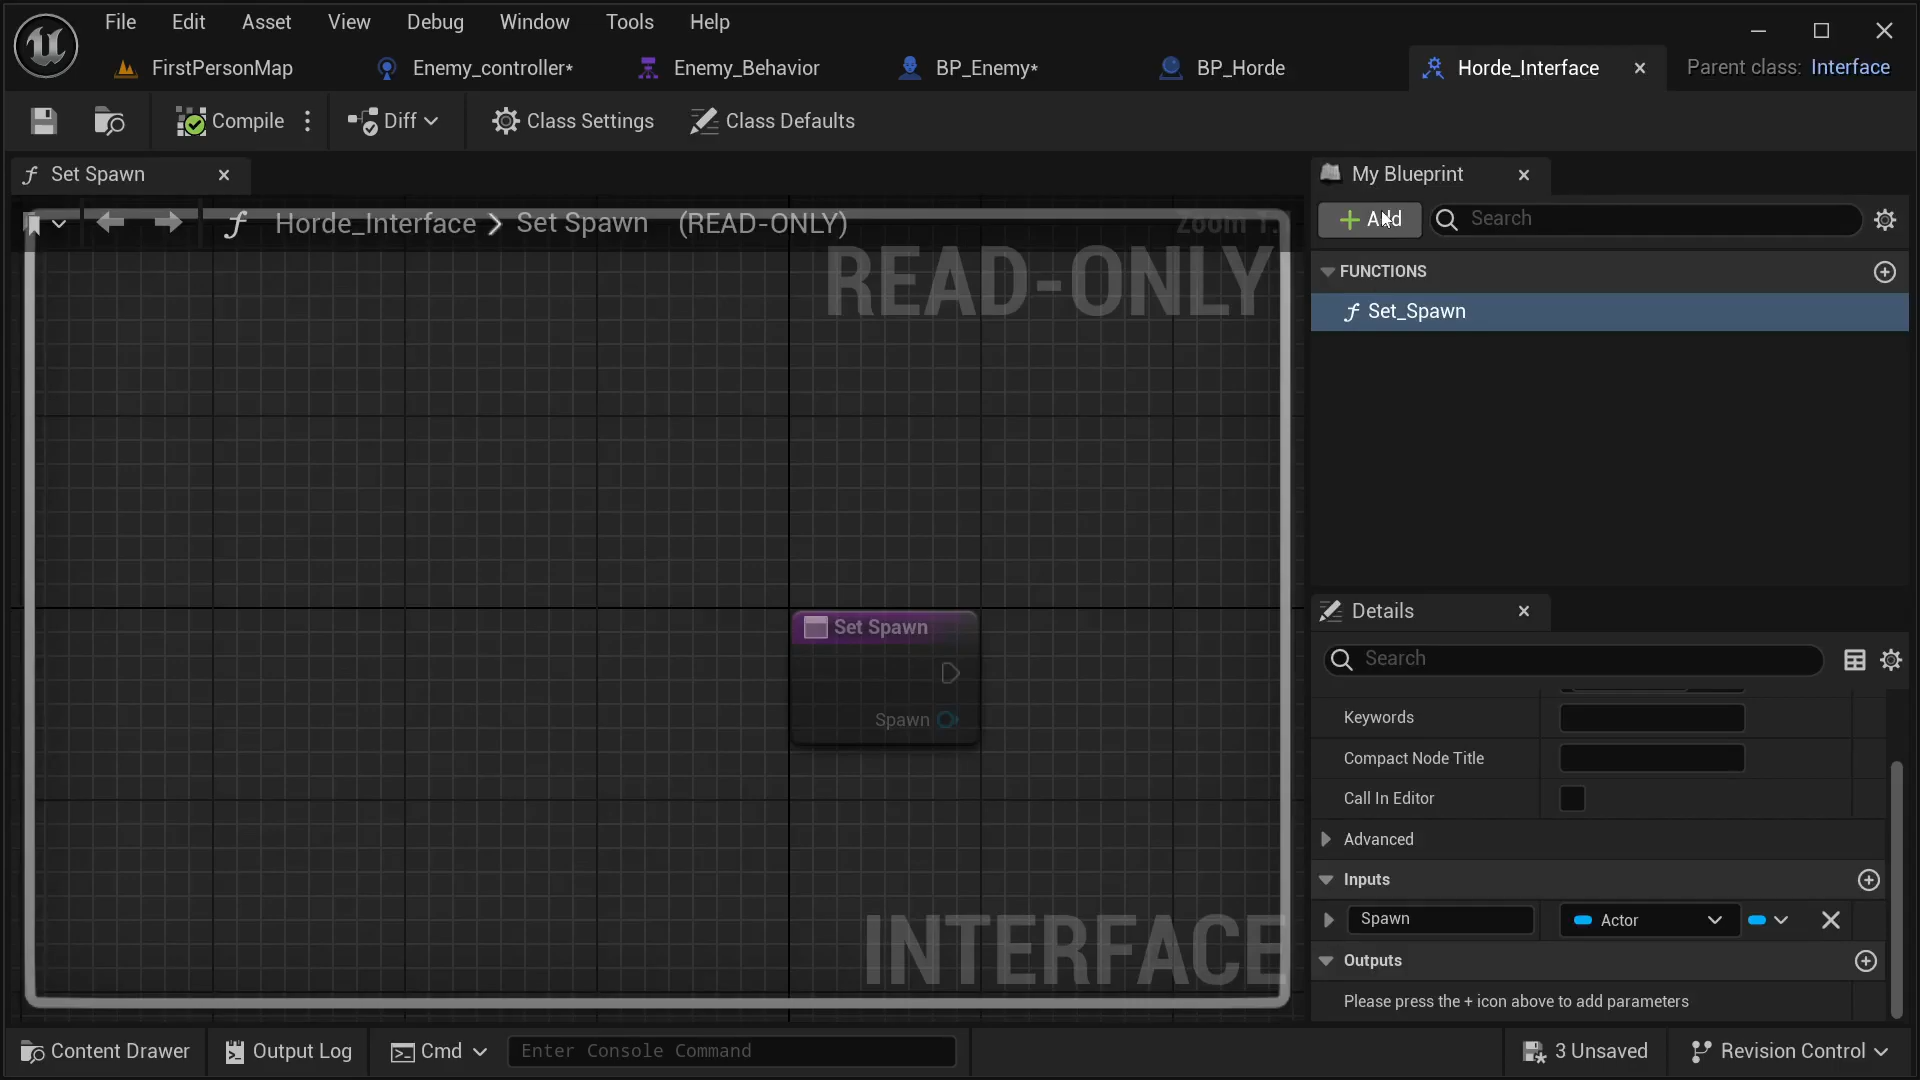 File Edit Asset View Debug Window Tools Help
FirstPersonMap Enemy_controller* Enemy_Behavior BP_Enemy* BP_Horde Horde_Interface Parent class: Interface
Compile Diff Class Settings Class Defaults
Set Spawn
Horde_Interface > Set Spawn (READ-ONLY) Zoom 1:
READ-ONLY
Set Spawn
Spawn
INTERFACE
My Blueprint
Add Search
FUNCTIONS
Set_Spawn
Details
Search
Keywords
Compact Node Title
Call In Editor
Advanced
Inputs
Spawn Actor
Outputs
Please press the + icon above to add parameters
Content Drawer Output Log Cmd Enter Console Command 3 Unsaved Revision Control